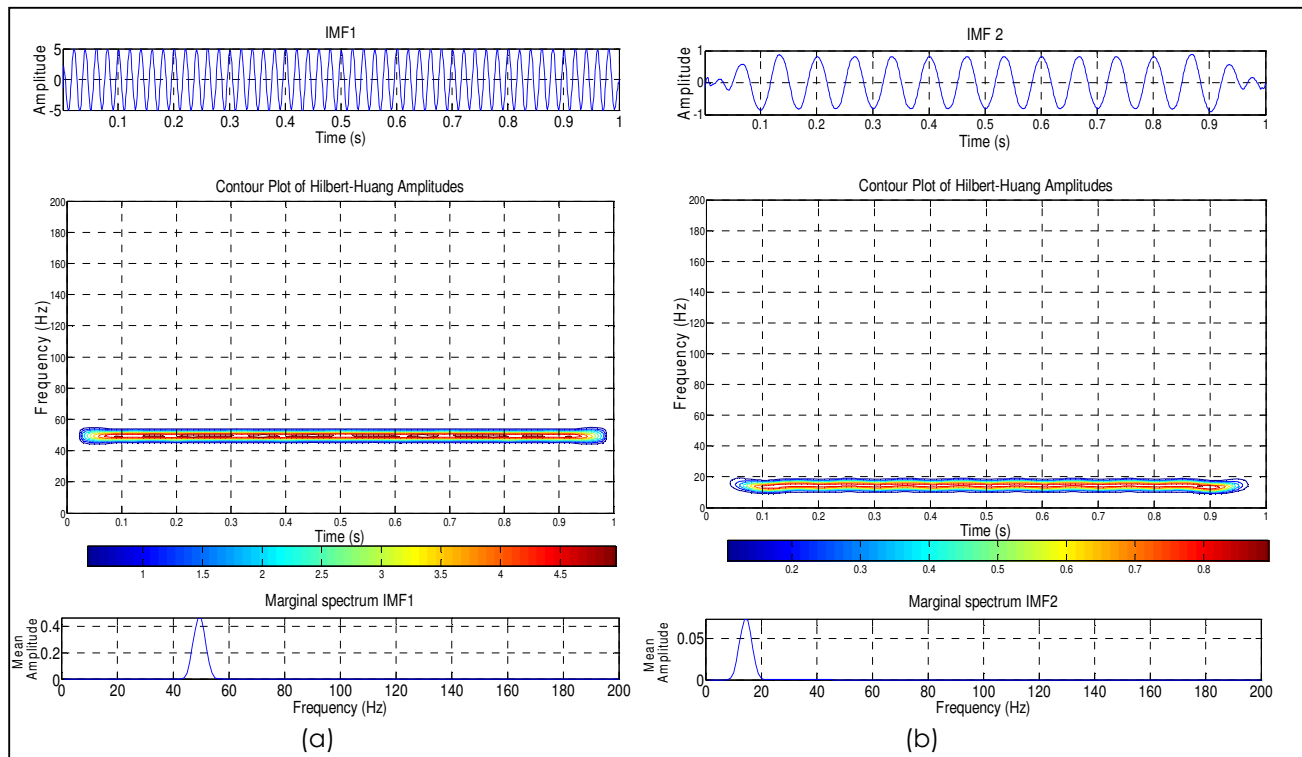 IMF1
Amplitude
5
0
-5
0.1 0.2 0.3 0.4 0.5 0.6 0.7 0.8 0.9 1
Time (s)
Contour Plot of Hilbert-Huang Amplitudes
Frequency (Hz)
200
180
160
140
120
100
80
60
40
20
0
0 0.1 0.2 0.3 0.4 0.5 0.6 0.7 0.8 0.9 1
Time (s)
1 1.5 2 2.5 3 3.5 4 4.5
Marginal spectrum IMF1
Mean
Amplitude
0.4
0.2
0
0 20 40 60 80 100 120 140 160 180 200
Frequency (Hz)
(a)
IMF 2
Amplitude
1
0
-1
0.1 0.2 0.3 0.4 0.5 0.6 0.7 0.8 0.9 1
Time (s)
Contour Plot of Hilbert-Huang Amplitudes
Frequency (Hz)
200
180
160
140
120
100
80
60
40
20
0
0 0.1 0.2 0.3 0.4 0.5 0.6 0.7 0.8 0.9 1
Time (s)
0.2 0.3 0.4 0.5 0.6 0.7 0.8
Marginal spectrum IMF2
Mean
Amplitude
0.05
0
0 20 40 60 80 100 120 140 160 180 200
Frequency (Hz)
(b)